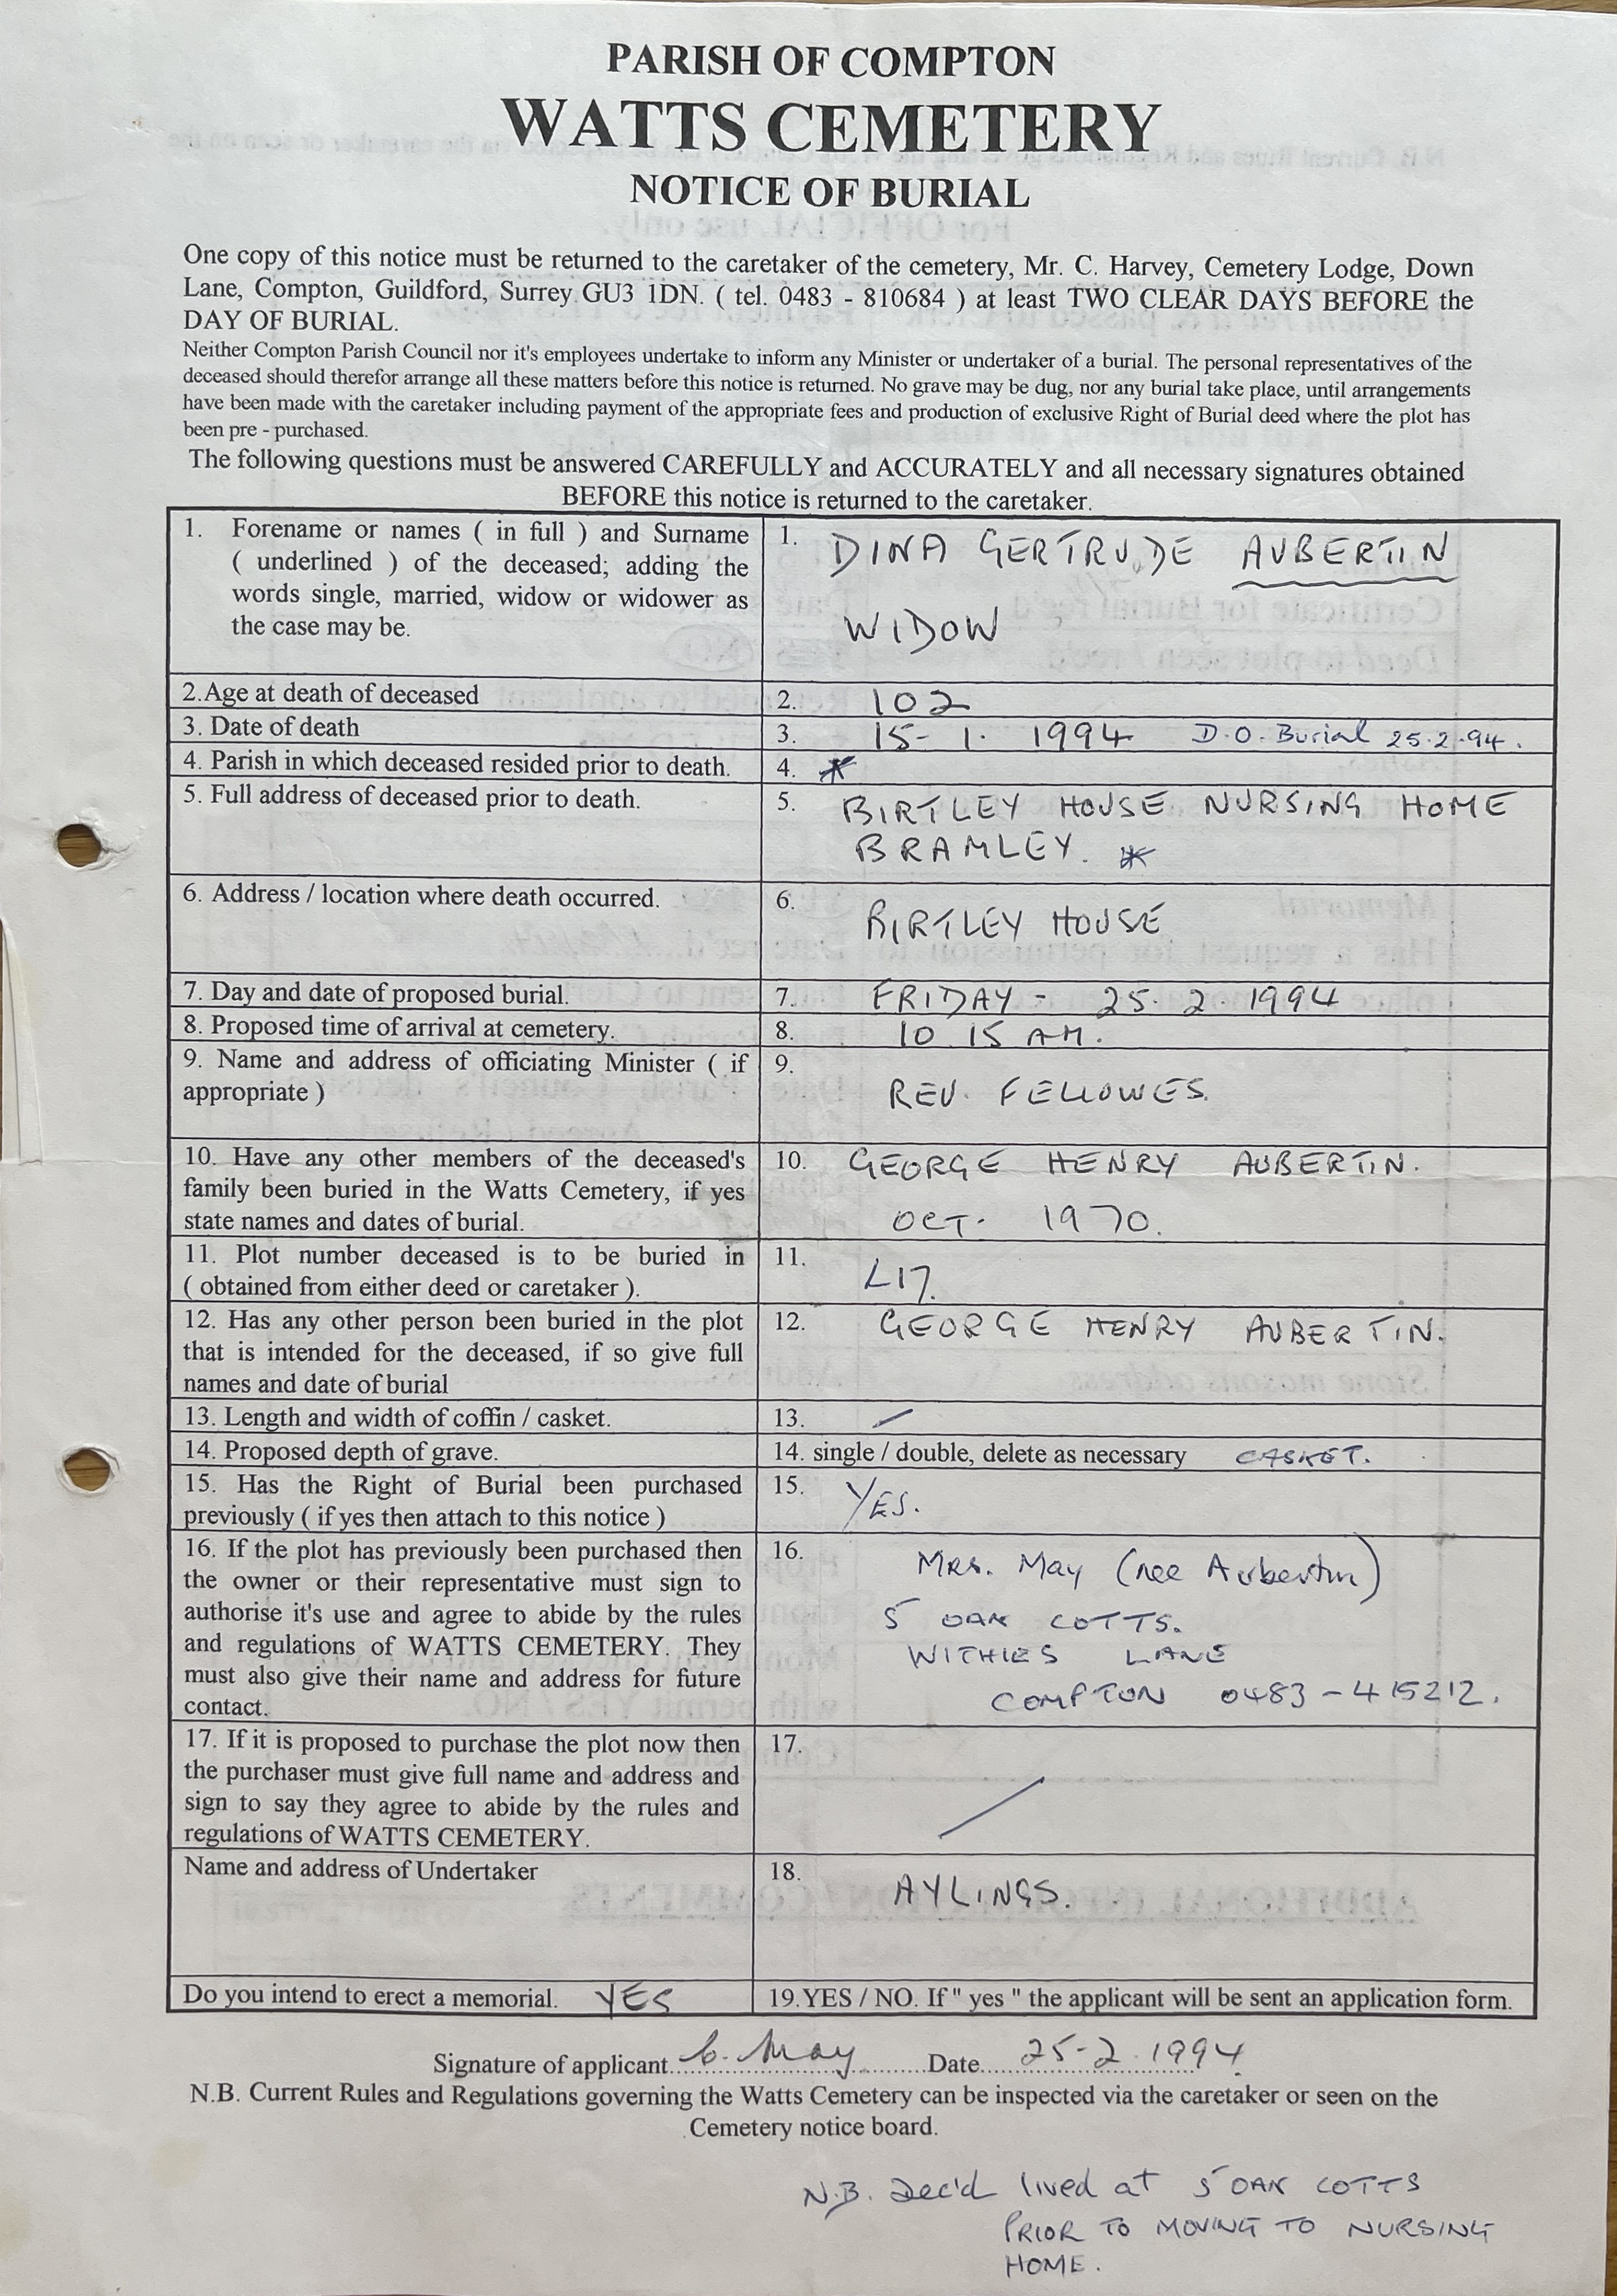 PARISH OF COMPTON
WATTS CEMETERY
NOTICE OF BURIAL
One copy of this notice must be returned to the caretaker of the cemetery, Mr. C. Harvey, Cemetery Lodge, Down
Lane, Compton, Guildford, Surrey GU3 1DN. ( tel. 0483 - 810684 ) at least TWO CLEAR DAYS BEFORE the
DAY OF BURIAL.
Neither Compton Parish Council nor it's employees undertake to inform any Minister or undertaker of a burial. The personal representatives of the
deceased should therefor arrange all these matters before this notice is returned. No grave may be dug, nor any burial take place, until arrangements
have been made with the caretaker including payment of the appropriate fees and production of exclusive Right of Burial deed where the plot has
been pre - purchased.
The following questions must be answered CAREFULLY and ACCURATELY and all necessary signatures obtained
BEFORE this notice is returned to the caretaker.
1. Forename or names ( in full ) and Surname
( underlined ) of the deceased; adding the
words single, married, widow or widower as
the case may be.
1. DINA GERTRUDE AUBERTIN
WIDOW
2.Age at death of deceased
2. 102
3. Date of death
3. 15-1. 1994 D.O. Burial 25.2.94.
4. Parish in which deceased resided prior to death.
4. *
5. Full address of deceased prior to death.
5. BIRTLEY HOUSE NURSING HOME
BRAMLEY. *
6. Address / location where death occurred.
6. BIRTLEY HOUSE
7. Day and date of proposed burial.
7. FRIDAY - 25.2.1994
8. Proposed time of arrival at cemetery.
8. 10.15 AM.
9. Name and address of officiating Minister ( if
appropriate )
9.
REV. FELLOWES.
10. Have any other members of the deceased's
family been buried in the Watts Cemetery, if yes
state names and dates of burial.
10. GEORGE HENRY AUBERTIN.
OCT. 1970.
11. Plot number deceased is to be buried in
( obtained from either deed or caretaker ).
11. L17.
12. Has any other person been buried in the plot
that is intended for the deceased, if so give full
names and date of burial
12. GEORGE HENRY AUBERTIN.
13. Length and width of coffin / casket.
13.
14. Proposed depth of grave.
14. single / double, delete as necessary CASKET.
15. Has the Right of Burial been purchased
previously ( if yes then attach to this notice )
15. YES.
16. If the plot has previously been purchased then
the owner or their representative must sign to
authorise it's use and agree to abide by the rules
and regulations of WATTS CEMETERY. They
must also give their name and address for future
contact.
16. Mrs. May (nee Aubertin)
5 OAK COTTS.
WITHIES LANE
COMPTON 0483-415212.
17. If it is proposed to purchase the plot now then
the purchaser must give full name and address and
sign to say they agree to abide by the rules and
regulations of WATTS CEMETERY.
17.
Name and address of Undertaker
18. AYLINGS.
Do you intend to erect a memorial. YES
19.YES / NO. If " yes " the applicant will be sent an application form.
Signature of applicant May Date 25-2.1994
N.B. Current Rules and Regulations governing the Watts Cemetery can be inspected via the caretaker or seen on the
Cemetery notice board.
N.B. Dec'd lived at 5 OAK COTTS
PRIOR TO MOVING TO NURSING
HOME.